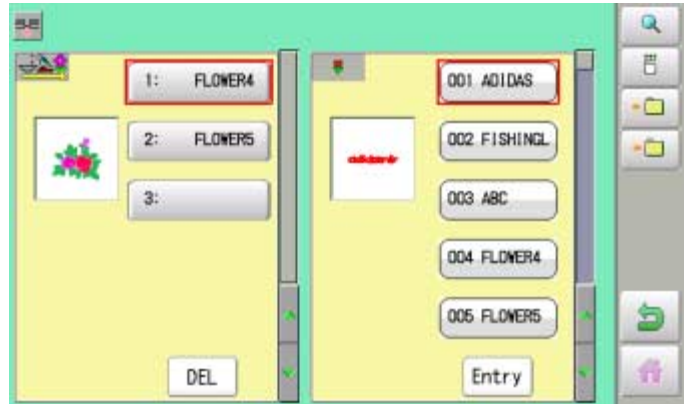 1: FLOWER4
2: FLOWER5
3:
DEL
001 ADIDAS
002 FISHINGL
003 ABC
004 FLOWER4
005 FLOWER5
Entry